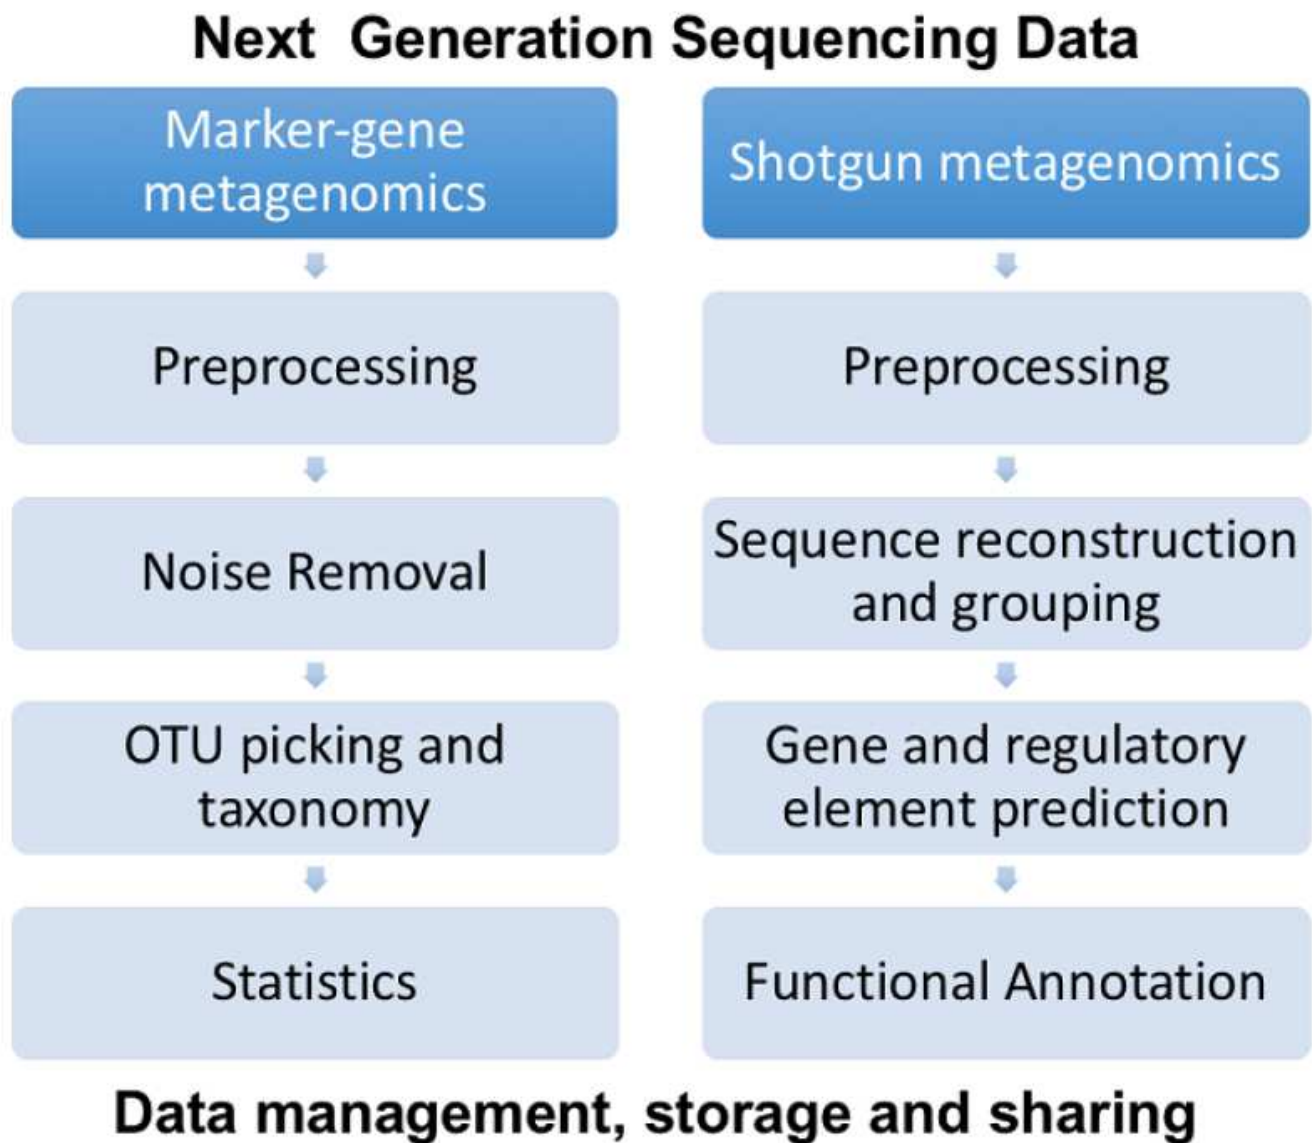 Next Generation Sequencing Data
Marker-gene
metagenomics
Preprocessing
Noise Removal
OTU picking and
taxonomy
Statistics
Shotgun metagenomics
Preprocessing
Sequence reconstruction
and grouping
Gene and regulatory
element prediction
Functional Annotation
Data management, storage and sharing